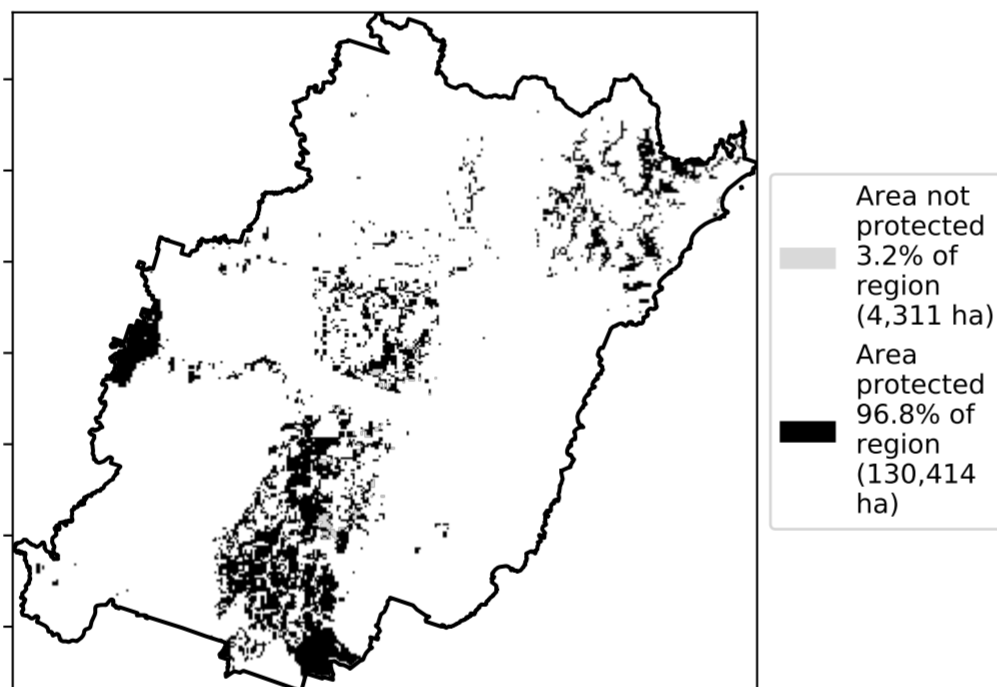 Area not
protected
3.2% of
region
(4,311 ha)
Area
protected
96.8% of
region
(130,414
ha)